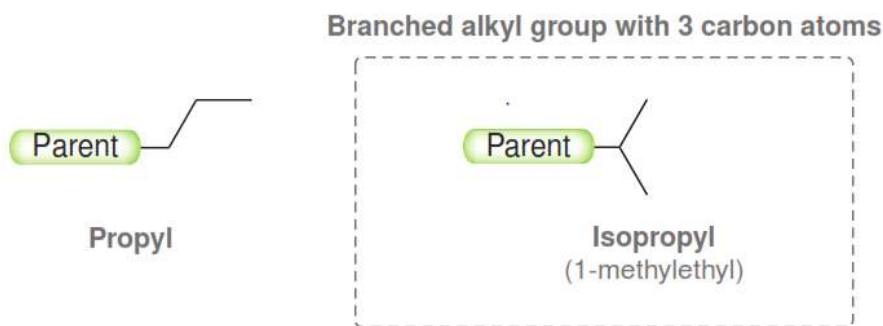 Branched alkyl group with 3 carbon atoms
Parent
Propyl
Parent
Isopropyl
(1-methylethyl)